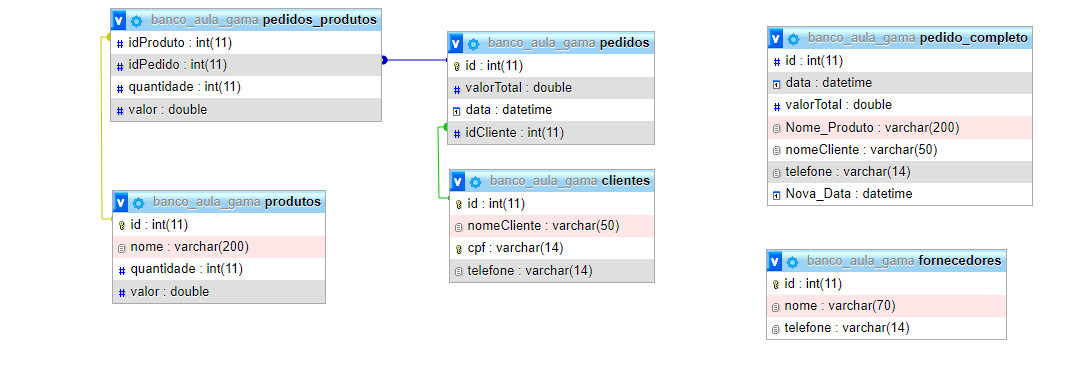 v banco_aula_gama pedidos_produtos
# idProduto : int(11)
# idPedido : int(11)
# quantidade : int(11)
# valor : double
v banco_aula_gama pedidos
id : int(11)
# valorTotal : double
data : datetime
# idCliente : int(11)
v banco_aula_gama pedido_completo
# id : int(11)
data : datetime
# valorTotal : double
Nome_Produto : varchar(200)
nomeCliente : varchar(50)
telefone : varchar(14)
Nova_Data : datetime
v banco_aula_gama produtos
id : int(11)
nome : varchar(200)
# quantidade : int(11)
# valor : double
v banco_aula_gama clientes
id : int(11)
nomeCliente : varchar(50)
cpf : varchar(14)
telefone : varchar(14)
v banco_aula_gama fornecedores
id : int(11)
nome : varchar(70)
telefone : varchar(14)